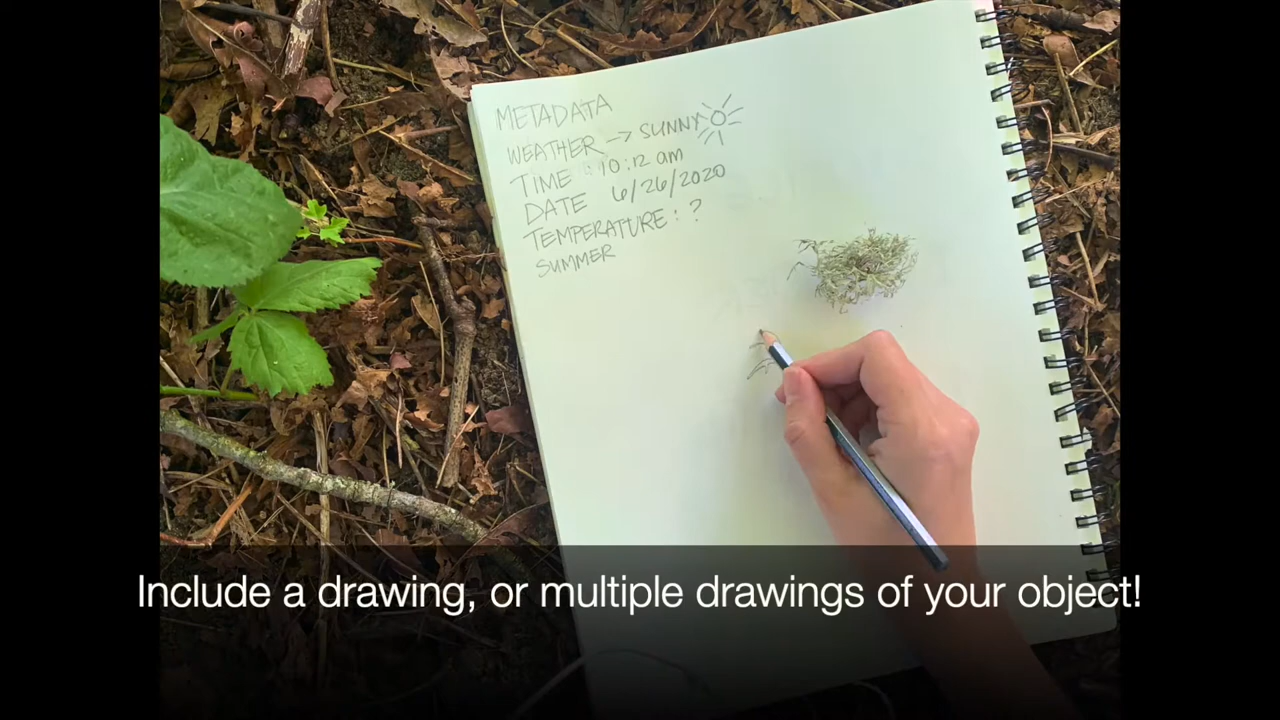 METADATA
WEATHER → SUNNY
TIME : 10:12 am
DATE 6/26/2020
TEMPERATURE : ?
SUMMER
Include a drawing, or multiple drawings of your object!